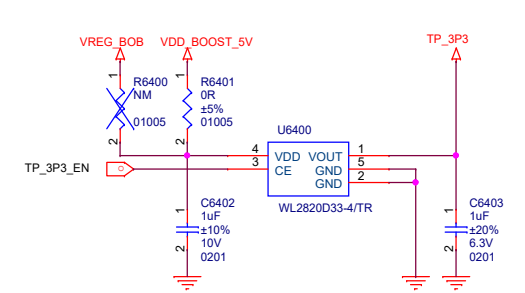 VREG_BOB
VDD_BOOST_5V
TP_3P3
1
R6400
NM
01005
2
1
R6401
0R
±5%
01005
2
U6400
TP_3P3_EN
4
3
VDD
CE
VOUT
GND
GND
1
5
2
WL2820D33-4/TR
1
C6402
1uF
±10%
10V
0201
2
1
C6403
1uF
±20%
6.3V
0201
2